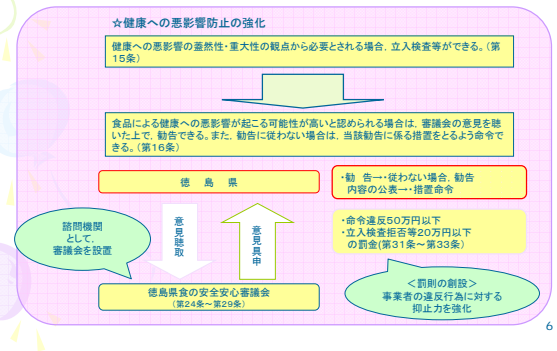 ☆健康への悪影響防止の強化
健康への悪影響の蓋然性・重大性の観点から必要とされる場合,立入検査等ができる。(第
15条)
食品による健康への悪影響が起こる可能性が高いと認められる場合は,審議会の意見を聴
いた上で,勧告できる。また,勧告に従わない場合は,当該勧告に係る措置をとるよう命令で
きる。(第16条)
徳 島 県
・勧 告→・従わない場合,勧告
内容の公表→・措置命令
諮問機関
として,
審議会を設置
意見聴取
意見具申
・命令違反50万円以下
・立入検査拒否等20万円以下
の罰金(第31条~第33条)
徳島県食の安全安心審議会
(第24条~第29条)
<罰則の創設>
事業者の違反行為に対する
抑止力を強化
6